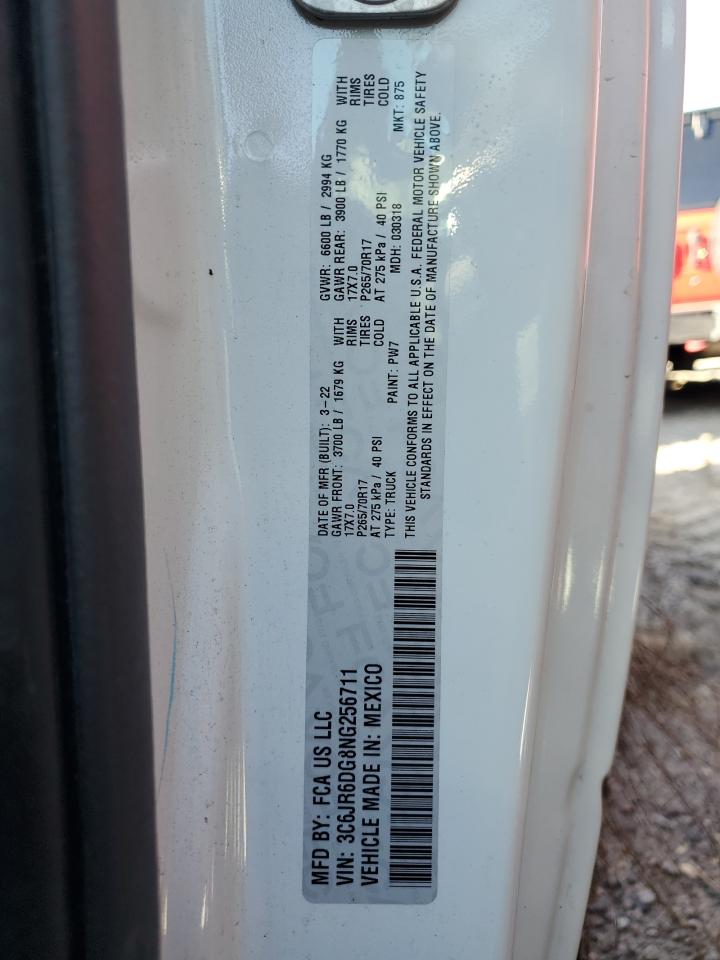 MFD BY: FCA US LLC
VIN: 3C6JR6DG8NG256711
VEHICLE MADE IN: MEXICO
DATE OF MFR (BUILT): 3-22 GVWR: 6600 LB / 2994 KG
GAWR FRONT: 3700 LB / 1679 KG WITH GAWR REAR: 3900 LB / 1770 KG WITH
17X7.0 RIMS 17X7.0 RIMS
P265/70R17 TIRES P265/70R17 TIRES
AT 275 kPa / 40 PSI COLD AT 275 kPa / 40 PSI COLD
TYPE: TRUCK PAINT: PW7 MDH: 030318 MKT: 875
THIS VEHICLE CONFORMS TO ALL APPLICABLE U.S.A. FEDERAL MOTOR VEHICLE SAFETY
STANDARDS IN EFFECT ON THE DATE OF MANUFACTURE SHOWN ABOVE.